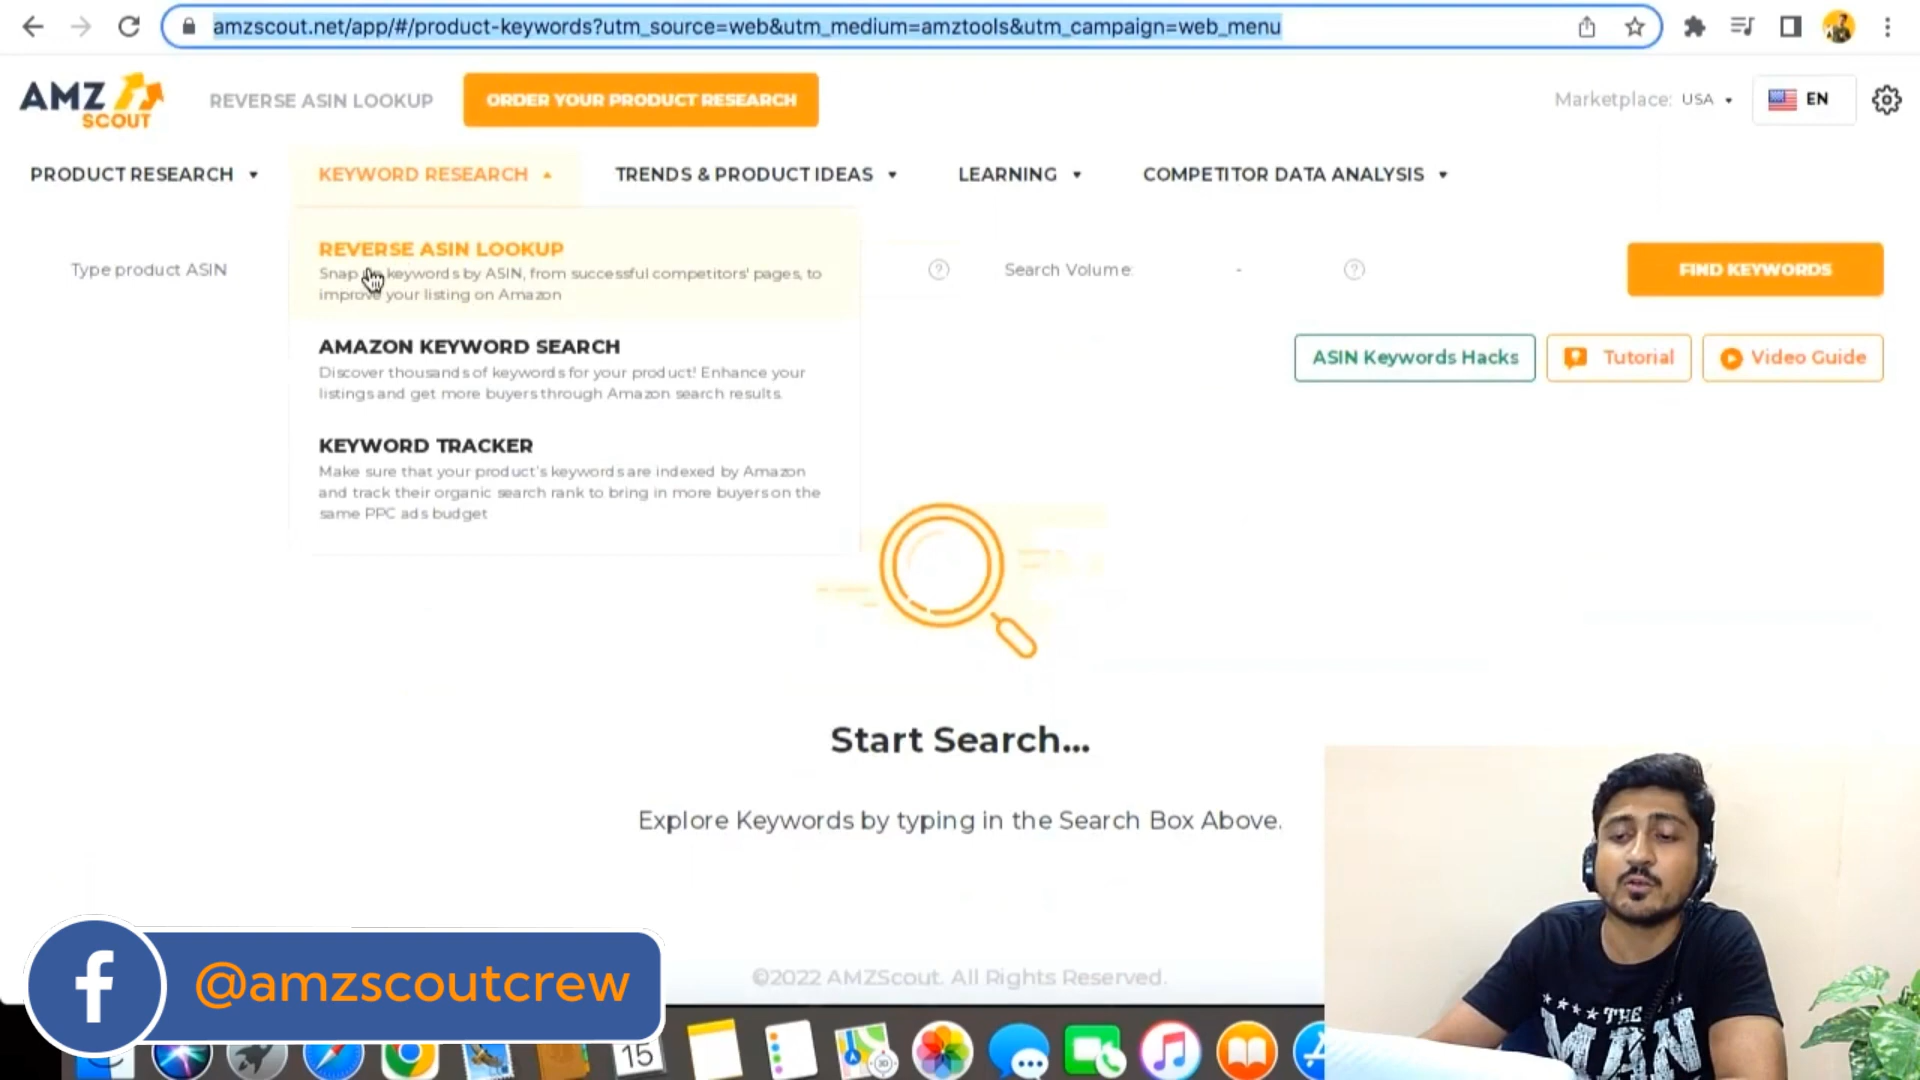 amzscout.net/app/#/product-keywords?utm_source=web&utm_medium=amztools&utm_campaign=web_menu
AMZ SCOUT
REVERSE ASIN LOOKUP
ORDER YOUR PRODUCT RESEARCH
Marketplace: USA
EN
PRODUCT RESEARCH
KEYWORD RESEARCH
TRENDS & PRODUCT IDEAS
LEARNING
COMPETITOR DATA ANALYSIS
Type product ASIN
REVERSE ASIN LOOKUP
Snap up keywords by ASIN, from successful competitors' pages, to
improve your listing on Amazon
?
Search Volume:
-
?
FIND KEYWORDS
AMAZON KEYWORD SEARCH
Discover thousands of keywords for your product! Enhance your
listings and get more buyers through Amazon search results.
ASIN Keywords Hacks
Tutorial
Video Guide
KEYWORD TRACKER
Make sure that your product's keywords are indexed by Amazon
and track their organic search rank to bring in more buyers on the
same PPC ads budget
Start Search...
Explore Keywords by typing in the Search Box Above.
©2022 AMZScout. All Rights Reserved.
f
@amzscoutcrew
15
THE
MAN